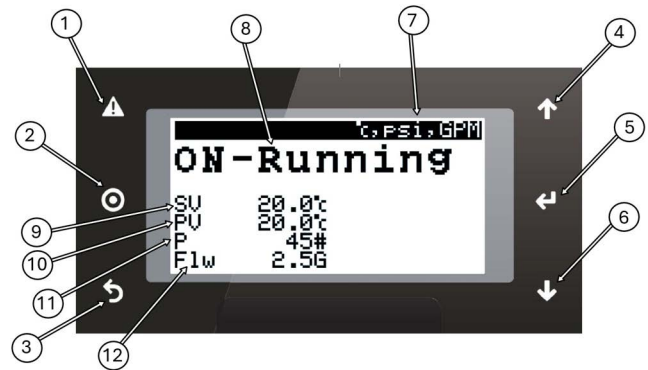 1
8
7
4
℃,psi,GPM
ON-Running
2
5
SV 20.0℃
9
PV 20.0℃
10
6
P 45#
11
Flw 2.5G
3
12